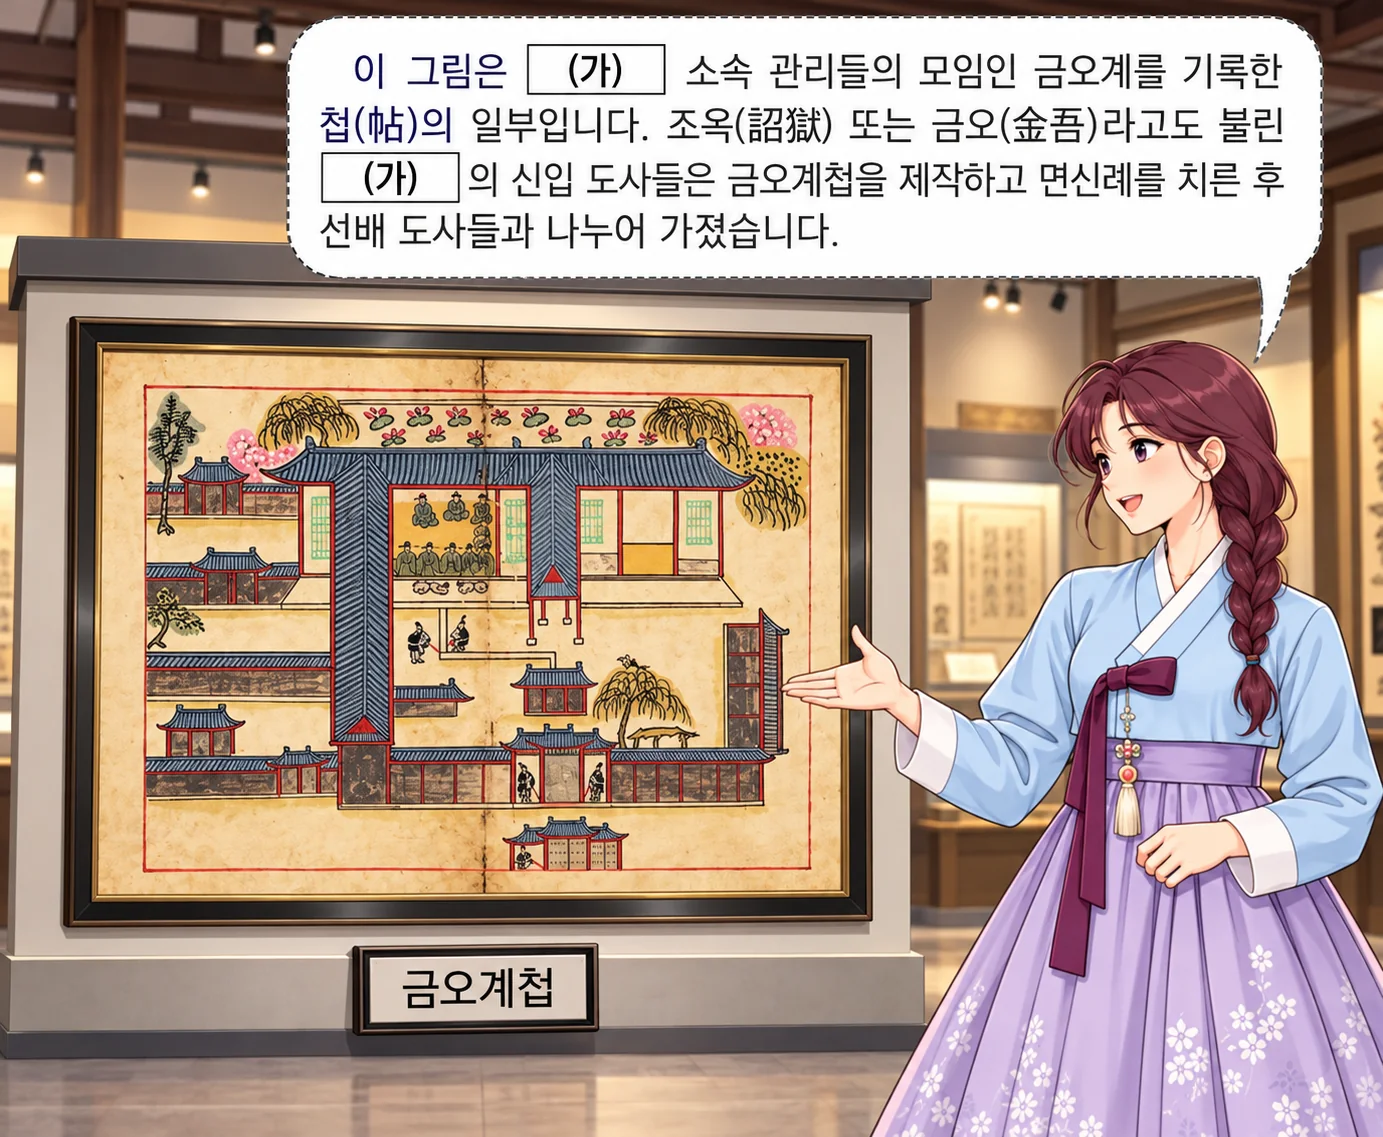 이 그림은 (가) 소속 관리들의 모임인 금오계를 기록한
첩(帖)의 일부입니다. 조옥(詔獄) 또는 금오(金吾)라고도 불린
(가) 의 신입 도사들은 금오계첩을 제작하고 면신례를 치른 후
선배 도사들과 나누어 가졌습니다.
금오계첩